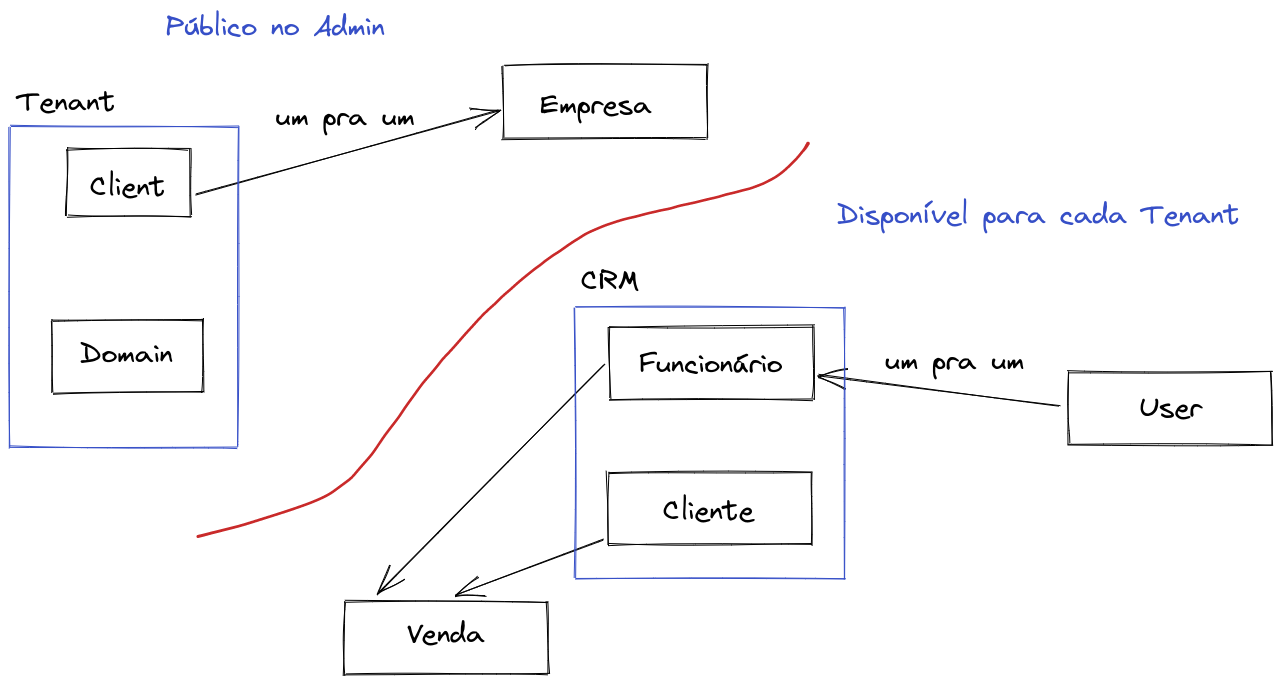 Público no Admin
Tenant
um pra um
Empresa
Client
Disponível para cada Tenant
CRM
Domain
Funcionário
um pra um
User
Cliente
Venda